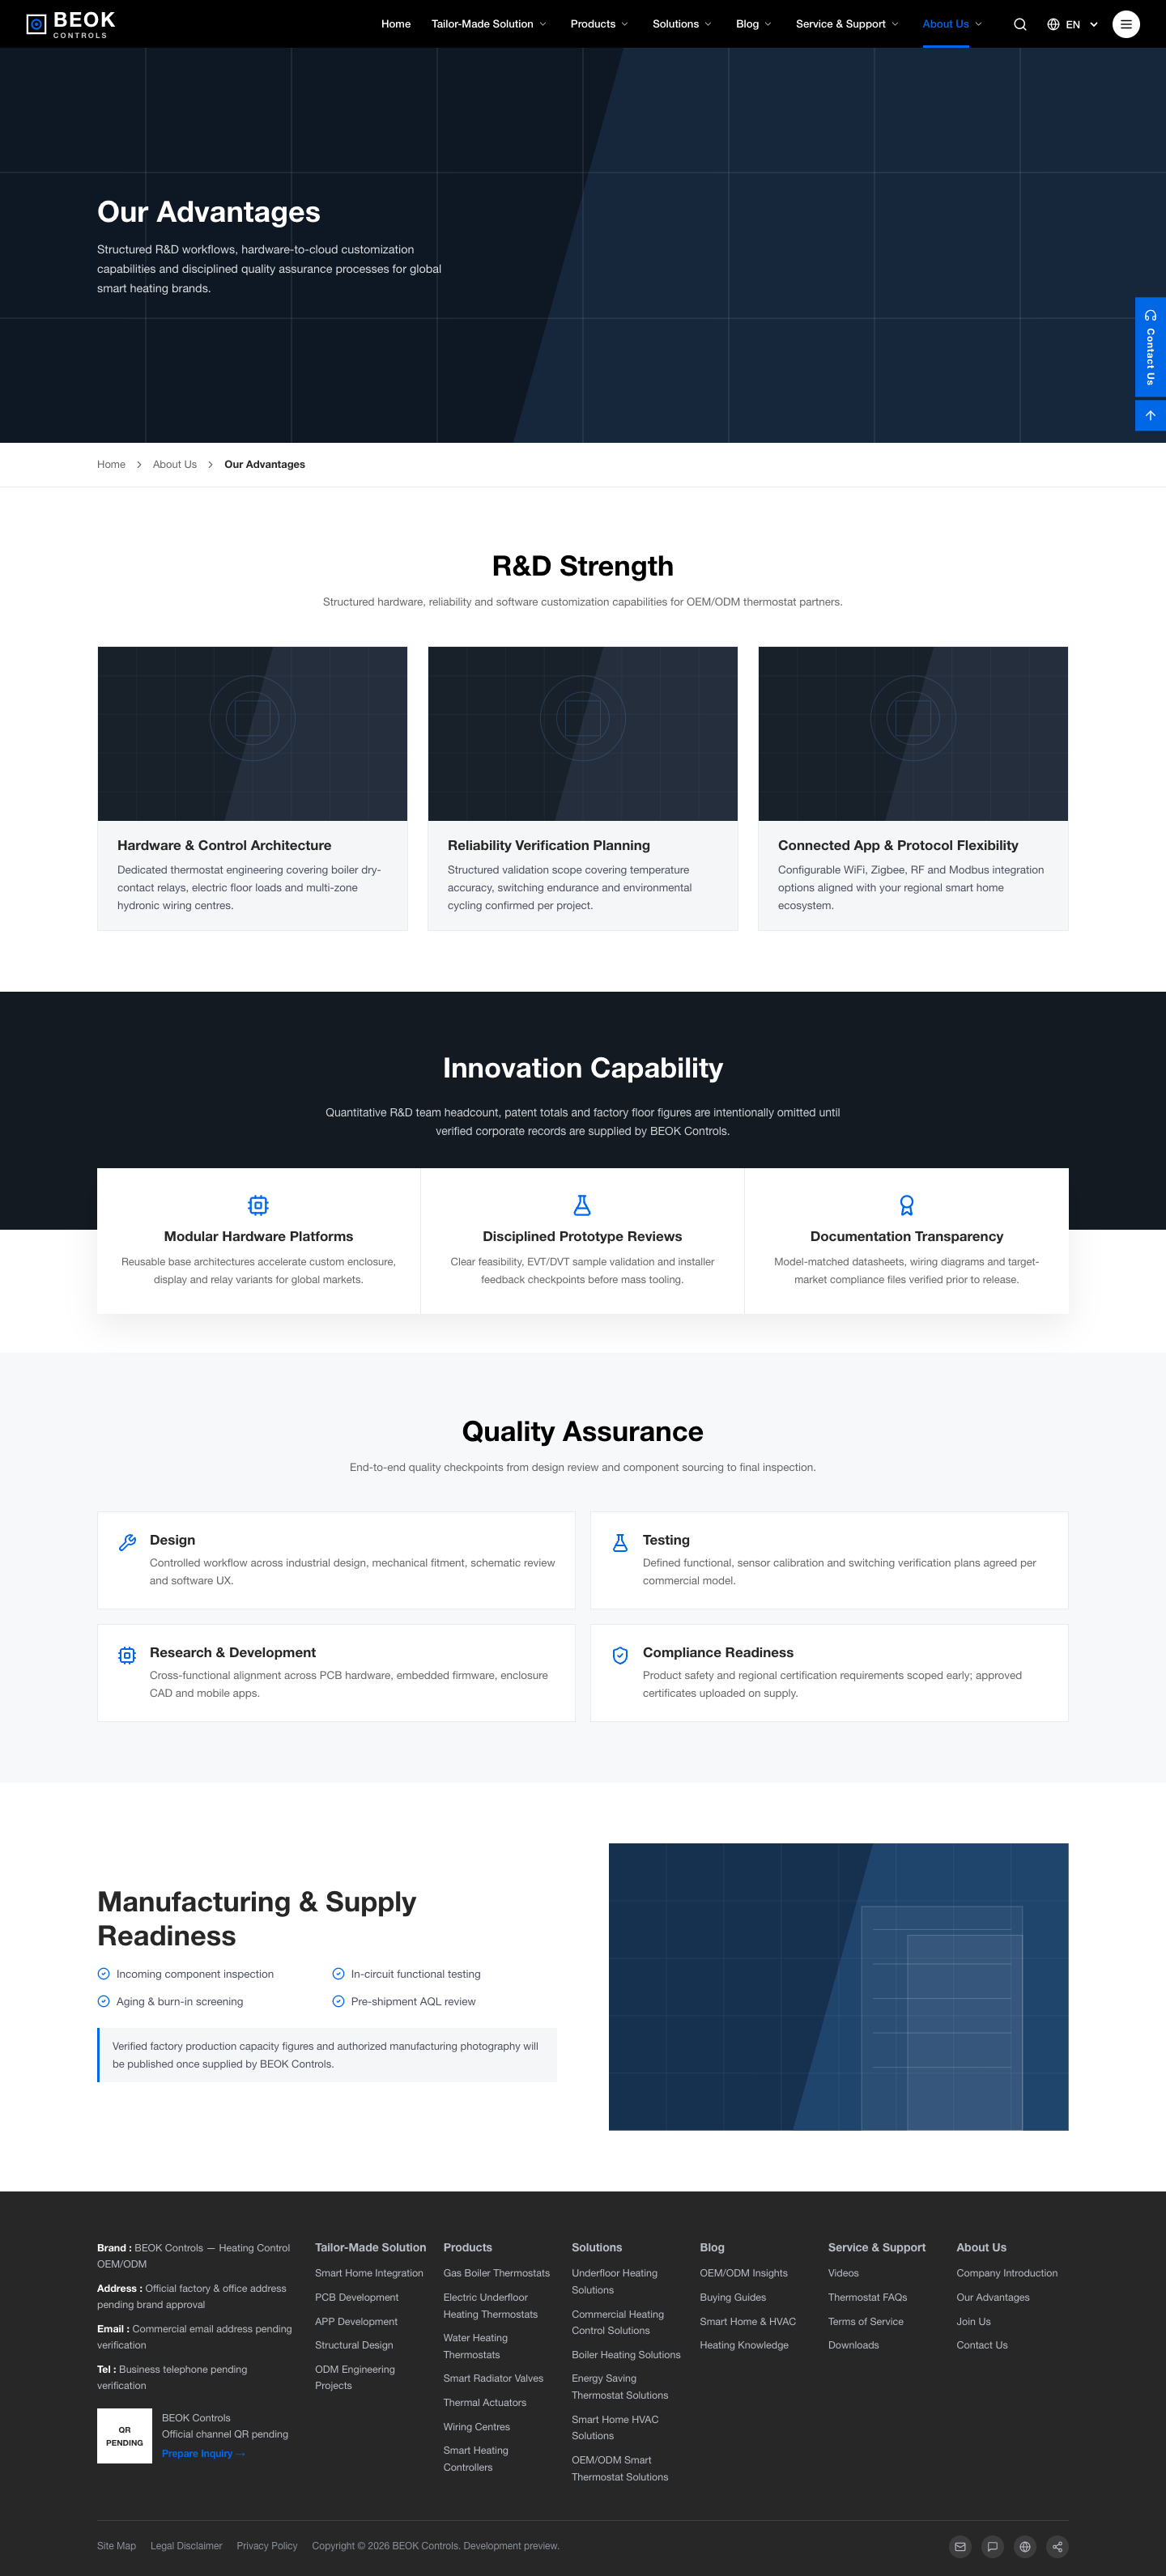 BEOK
CONTROLS
Home
Tailor-Made Solution
Products
Solutions
Blog
Service & Support
About Us
EN
Our Advantages
Structured R&D workflows, hardware-to-cloud customization
capabilities and disciplined quality assurance processes for global
smart heating brands.
Contact Us
Home
About Us
Our Advantages
R&D Strength
Structured hardware, reliability and software customization capabilities for OEM/ODM thermostat partners.
Hardware & Control Architecture
Dedicated thermostat engineering covering boiler dry-
contact relays, electric floor loads and multi-zone
hydronic wiring centres.
Reliability Verification Planning
Structured validation scope covering temperature
accuracy, switching endurance and environmental
cycling confirmed per project.
Connected App & Protocol Flexibility
Configurable WiFi, Zigbee, RF and Modbus integration
options aligned with your regional smart home
ecosystem.
Innovation Capability
Quantitative R&D team headcount, patent totals and factory floor figures are intentionally omitted until
verified corporate records are supplied by BEOK Controls.
Modular Hardware Platforms
Reusable base architectures accelerate custom enclosure,
display and relay variants for global markets.
Disciplined Prototype Reviews
Clear feasibility, EVT/DVT sample validation and installer
feedback checkpoints before mass tooling.
Documentation Transparency
Model-matched datasheets, wiring diagrams and target-
market compliance files verified prior to release.
Quality Assurance
End-to-end quality checkpoints from design review and component sourcing to final inspection.
Design
Controlled workflow across industrial design, mechanical fitment, schematic review
and software UX.
Testing
Defined functional, sensor calibration and switching verification plans agreed per
commercial model.
Research & Development
Cross-functional alignment across PCB hardware, embedded firmware, enclosure
CAD and mobile apps.
Compliance Readiness
Product safety and regional certification requirements scoped early; approved
certificates uploaded on supply.
Manufacturing & Supply
Readiness
Incoming component inspection
In-circuit functional testing
Aging & burn-in screening
Pre-shipment AQL review
Verified factory production capacity figures and authorized manufacturing photography will
be published once supplied by BEOK Controls.
Brand : BEOK Controls — Heating Control
OEM/ODM
Address : Official factory & office address
pending brand approval
Email : Commercial email address pending
verification
Tel : Business telephone pending
verification
QR
PENDING
BEOK Controls
Official channel QR pending
Prepare Inquiry →
Tailor-Made Solution
Smart Home Integration
PCB Development
APP Development
Structural Design
ODM Engineering
Projects
Products
Gas Boiler Thermostats
Electric Underfloor
Heating Thermostats
Water Heating
Thermostats
Smart Radiator Valves
Thermal Actuators
Wiring Centres
Smart Heating
Controllers
Solutions
Underfloor Heating
Solutions
Commercial Heating
Control Solutions
Boiler Heating Solutions
Energy Saving
Thermostat Solutions
Smart Home HVAC
Solutions
OEM/ODM Smart
Thermostat Solutions
Blog
OEM/ODM Insights
Buying Guides
Smart Home & HVAC
Heating Knowledge
Service & Support
Videos
Thermostat FAQs
Terms of Service
Downloads
About Us
Company Introduction
Our Advantages
Join Us
Contact Us
Site Map
Legal Disclaimer
Privacy Policy
Copyright © 2026 BEOK Controls. Development preview.